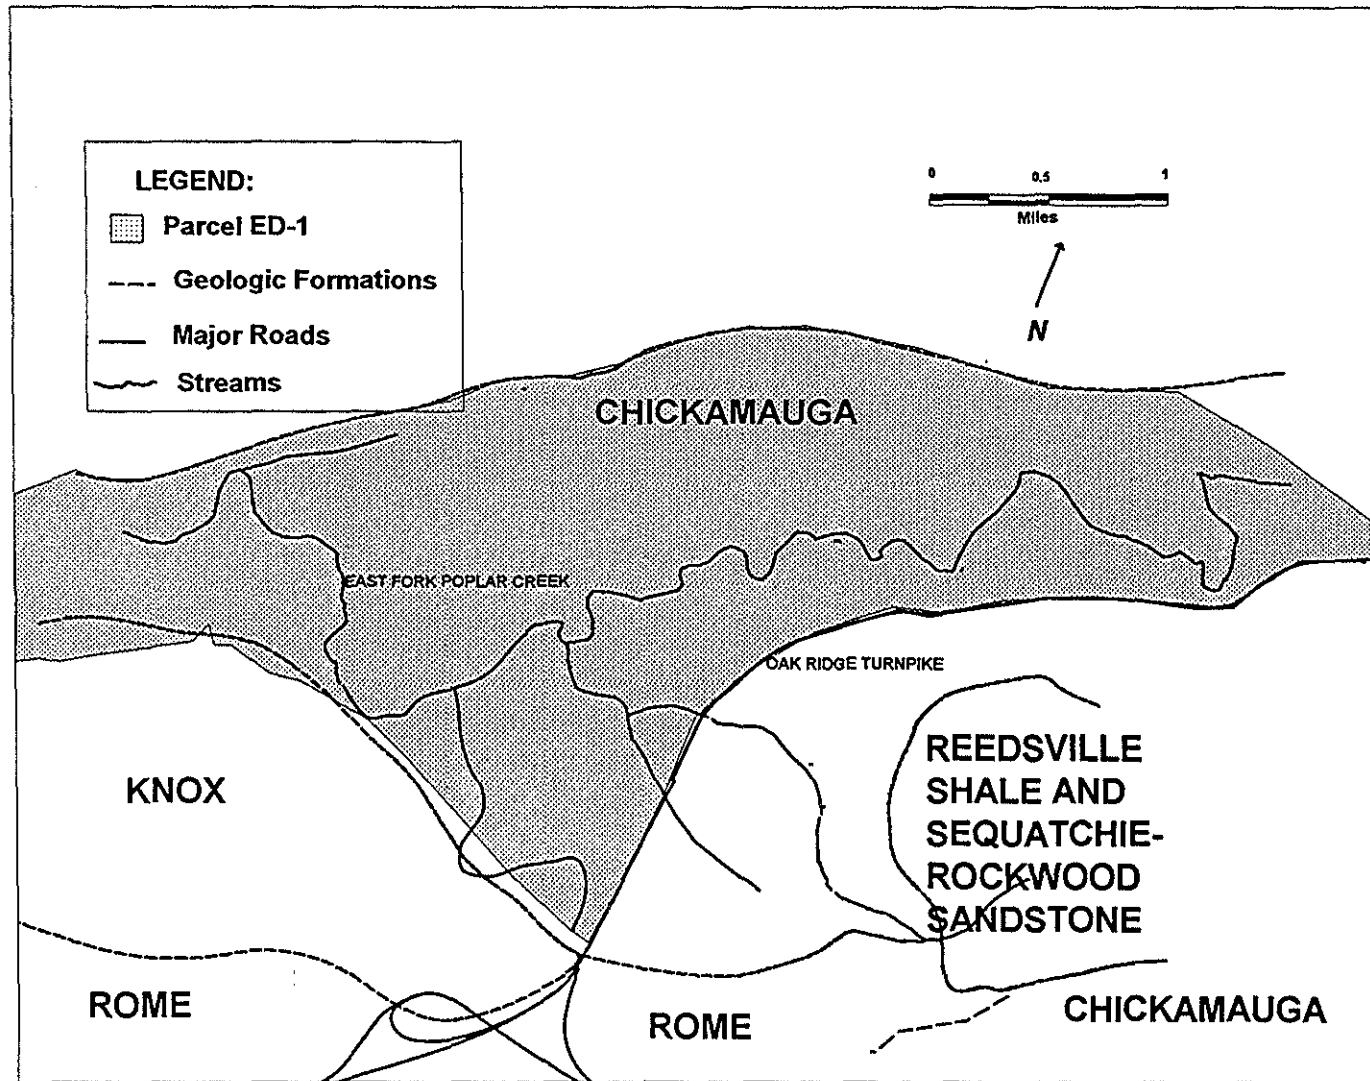 LEGEND:
Parcel ED-1
Geologic Formations
Major Roads
Streams
0 0.5 1
Miles
N
CHICKAMAUGA
EAST FORK POPLAR CREEK
OAK RIDGE TURNPIKE
KNOX
REEDSVILLE
SHALE AND
SEQUATCHIE-
ROCKWOOD
SANDSTONE
ROME
ROME
CHICKAMAUGA